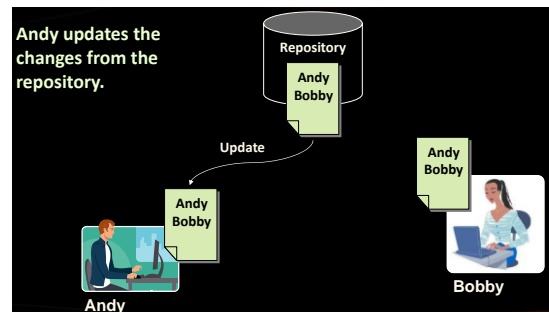 Andy updates the
changes from the
repository.
Repository
Andy
Bobby
Update
Andy
Bobby
Andy
Bobby
Andy
Bobby